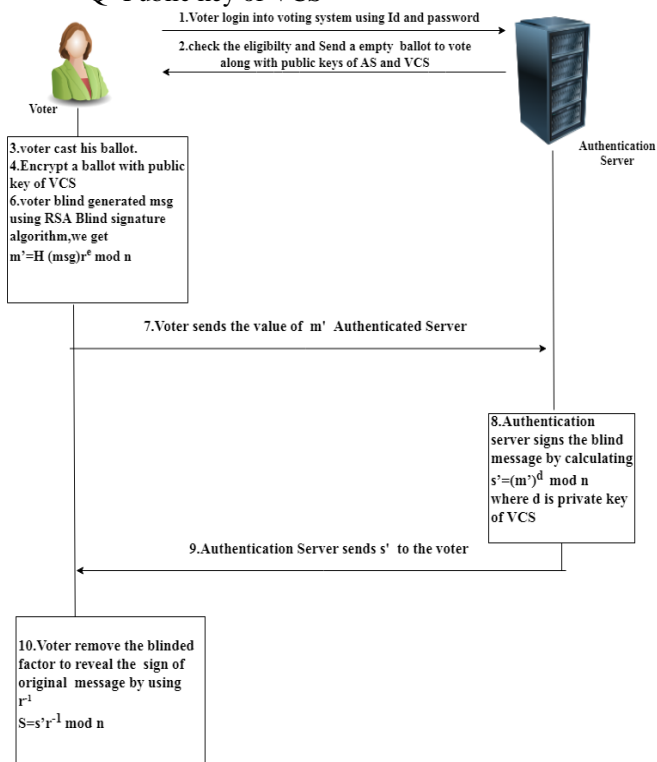 Q- Public key of VCS
1.Voter login into voting system using Id and password
2.check the eligibilty and Send a empty ballot to vote
along with public keys of AS and VCS
Voter
Authentication
Server
3.voter cast his ballot.
4.Encrypt a ballot with public
key of VCS
6.voter blind generated msg
using RSA Blind signature
algorithm,we get
m’=H (msg)rᵉ mod n
7.Voter sends the value of m' Authenticated Server
8.Authentication
server signs the blind
message by calculating
s’=(m’)ᵈ mod n
where d is private key
of VCS
9.Authentication Server sends s' to the voter
10.Voter remove the blinded
factor to reveal the sign of
original message by using
r¹
S=s’r⁻¹ mod n